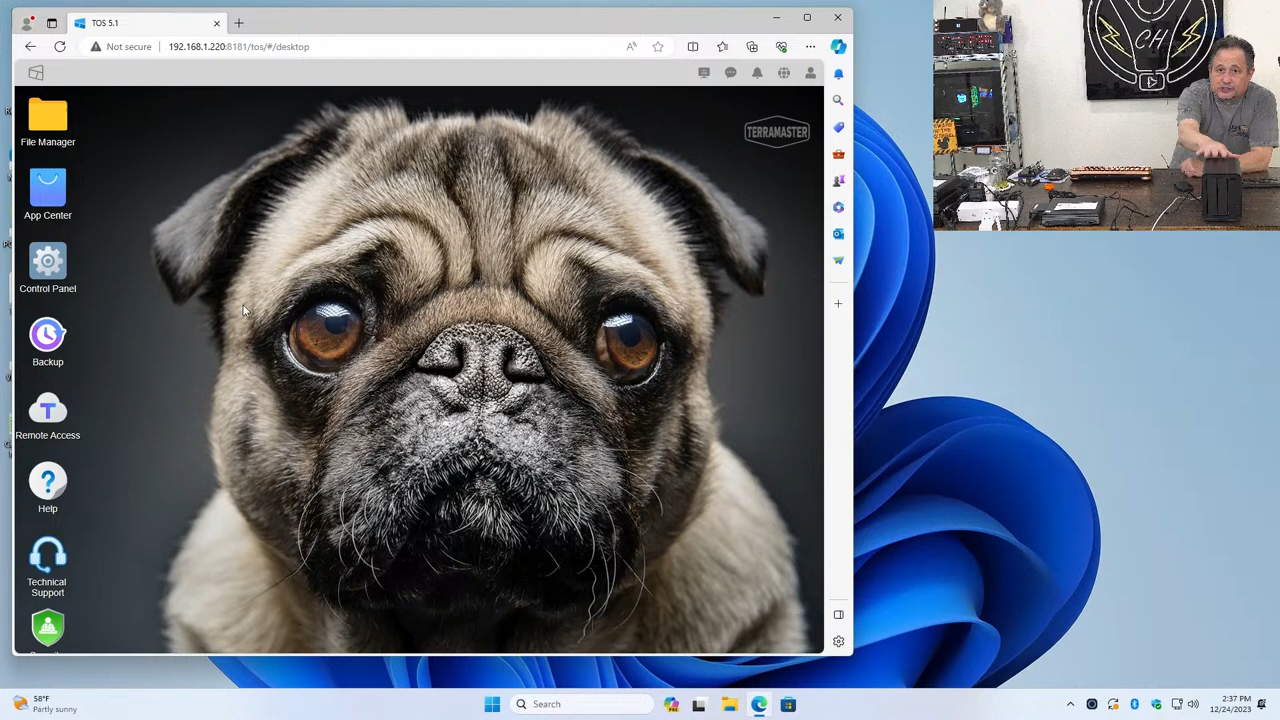 TOS 5.1
Not secure
192.168.1.220:8181/tos/#/desktop
File Manager
TERRAMASTER
App Center
Control Panel
Backup
Remote Access
Help
Technical
Support
CH
58°F
Partly sunny
Search
2:37 PM
12/24/2023